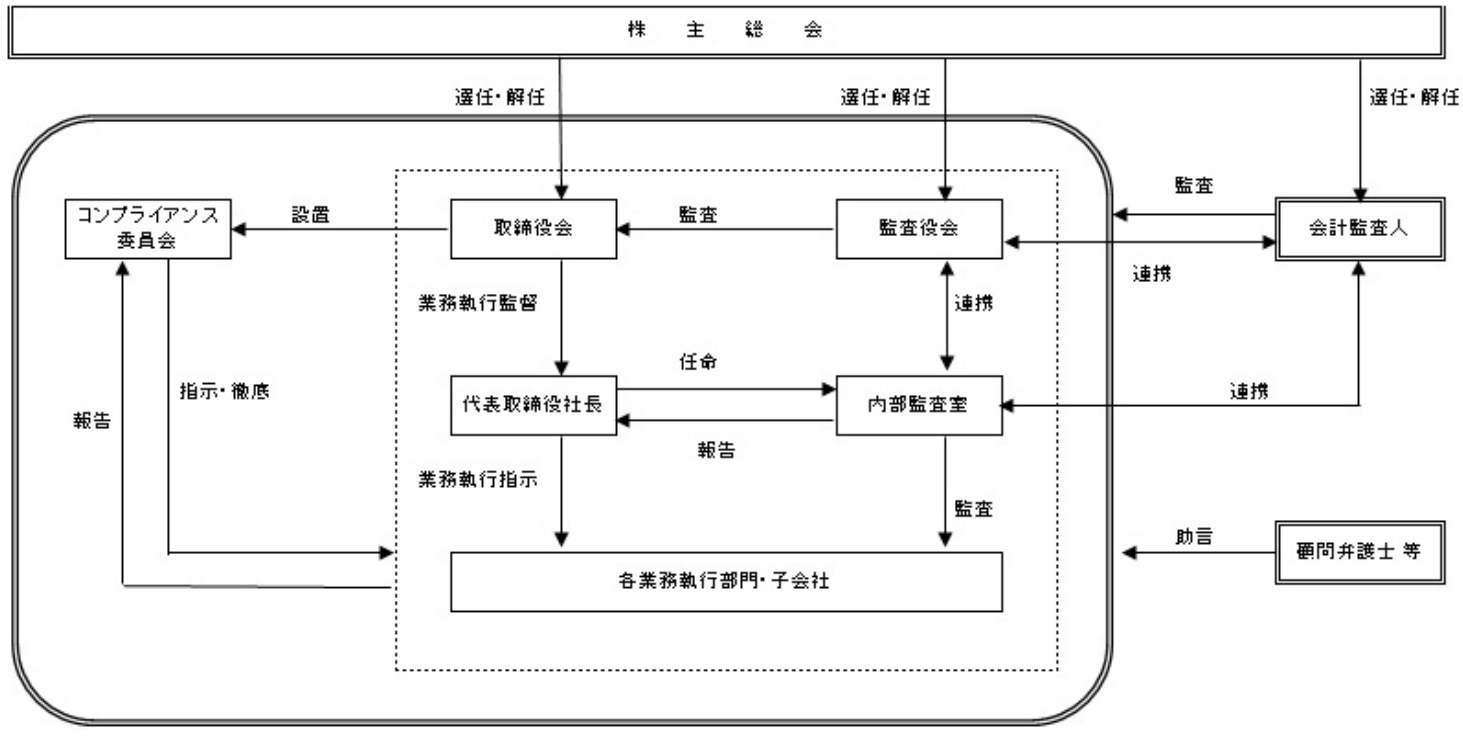 株主総会
選任・解任
選任・解任
選任・解任
監査
コンプライアンス
委員会
設置
取締役会
監査
監査役会
会計監査人
連携
業務執行監督
連携
任命
指示・徹底
代表取締役社長
内部監査室
連携
報告
報告
業務執行指示
監査
助言
顧問弁護士 等
各業務執行部門・子会社